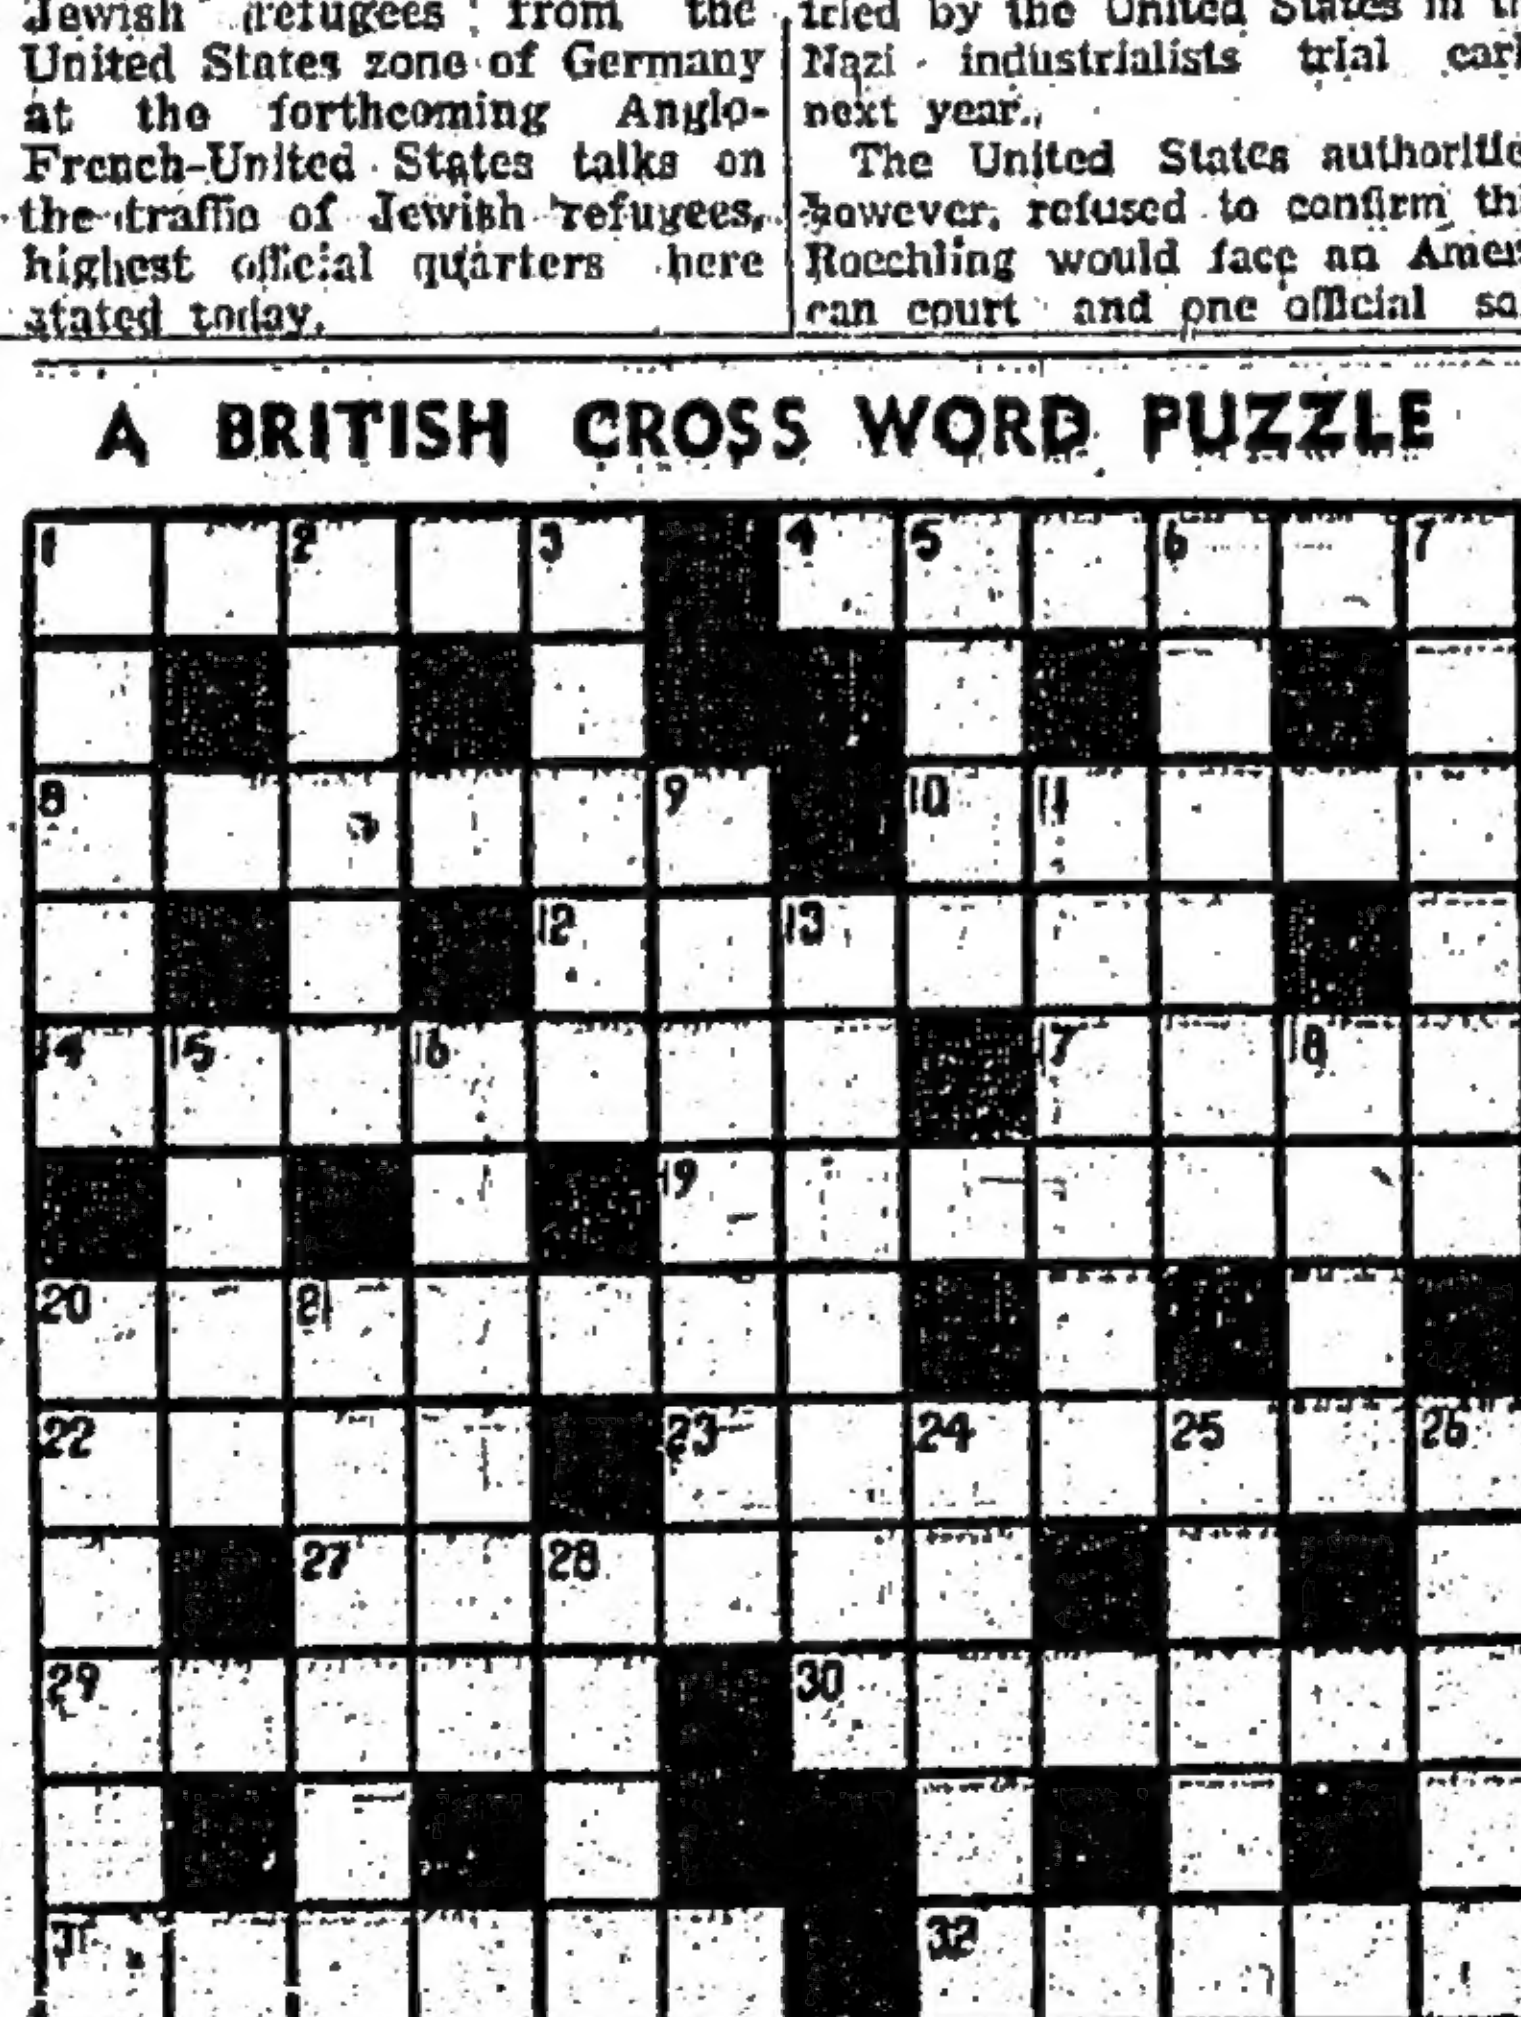 Jewish refugees from the
United States zone of Germany
at the forthcoming Anglo-
French-United States talks on
the traffic of Jewish refugees,
highest official quarters here
stated today.
tried by the United States in
Nazi industrialists trial
next year.
The United States
however, refused to confirm
Roechling would face an Ameri
can court and one official
A BRITISH CROSS WORD PUZZLE
1 2 3 4 5 6 7
8 9 10 11
12 13
14 15 16 17 18
19
20 21
22 23 24 25 26
27 28
29 30
31 32